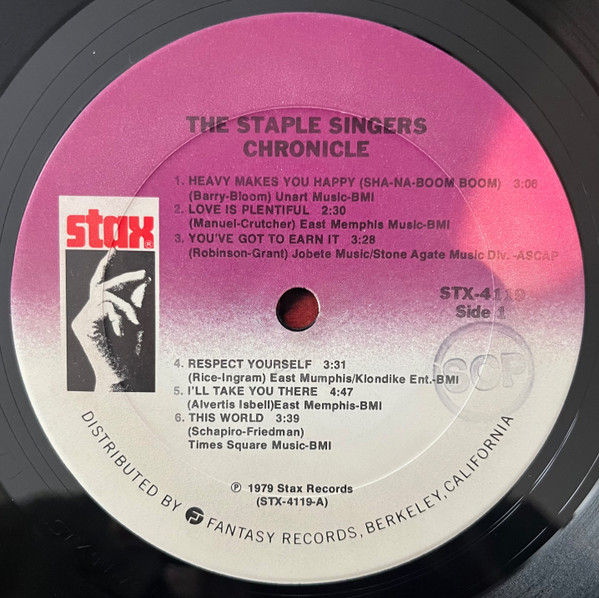 THE STAPLE SINGERS
CHRONICLE
1. HEAVY MAKES YOU HAPPY (SHA-NA-BOOM BOOM) 3:06
(Barry-Bloom) Unart Music-BMI
2. LOVE IS PLENTIFUL 2:30
(Manuel-Crutcher) East Memphis Music-BMI
3. YOU'VE GOT TO EARN IT 3:28
(Robinson-Grant) Jobete Music/Stone Agate Music Div. -ASCAP
stax®
STX-4119
Side 1
SOP
4. RESPECT YOURSELF 3:31
(Rice-Ingram) East Mumphis/Klondike Ent.-BMI
5. I'LL TAKE YOU THERE 4:47
(Alvertis Isbell)East Memphis-BMI
6. THIS WORLD 3:39
(Schapiro-Friedman)
Times Square Music-BMI
℗ 1979 Stax Records
(STX-4119-A)
DISTRIBUTED BY FANTASY RECORDS, BERKELEY, CALIFORNIA